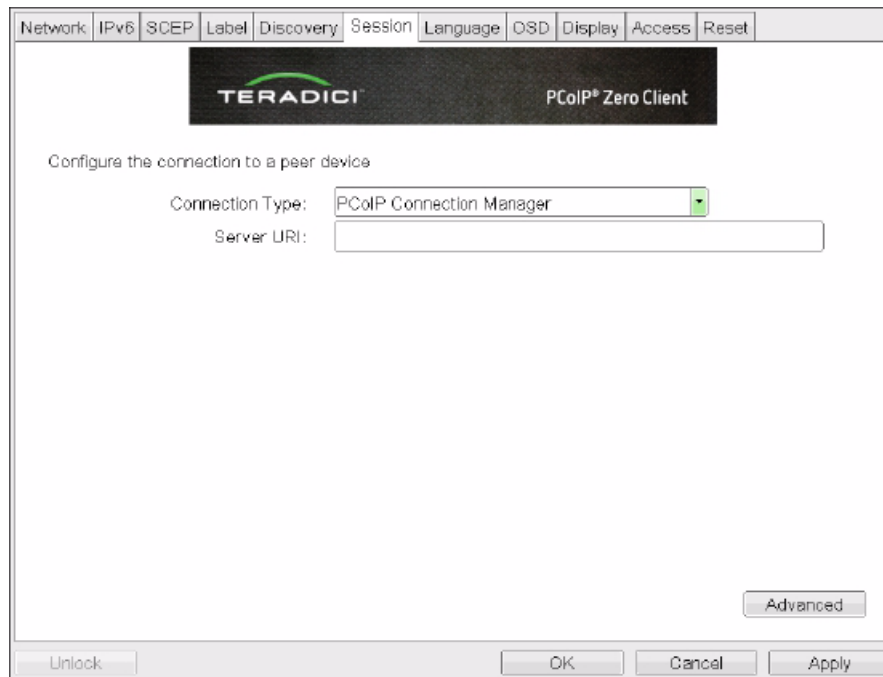 Network IPv6 SCEP Label Discovery Session Language OSD Display Access Reset
TERADICI PCoIP® Zero Client
Configure the connection to a peer device
Connection Type: PCoIP Connection Manager
Server URI:
Advanced
Unlock OK Cancel Apply